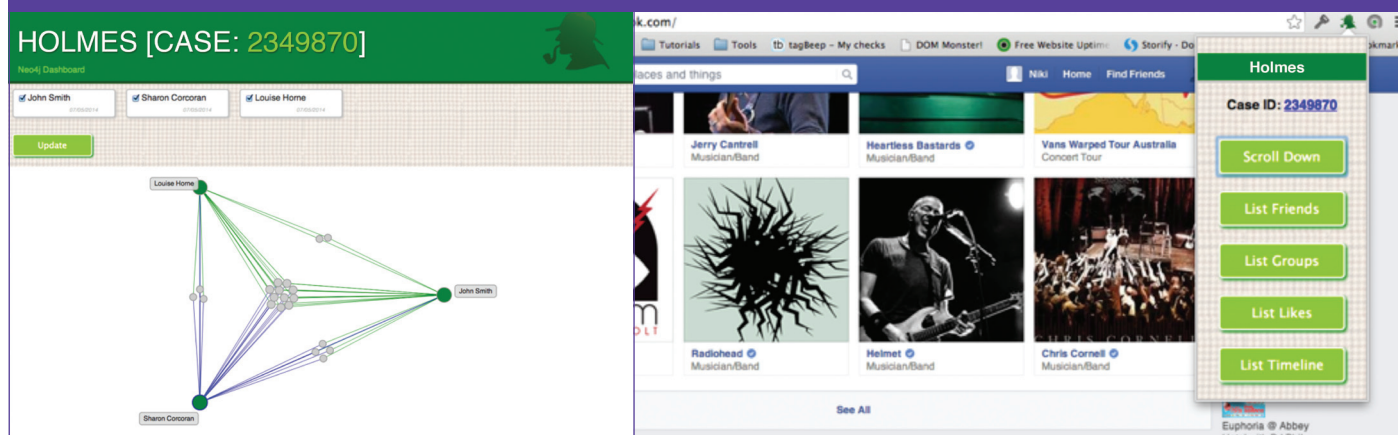 HOLMES [CASE: 2349870]
Neo4j Dashboard
John Smith
Sharon Corcoran
Louise Horne
Update
Louise Horne
John Smith
Sharon Corcoran
k.com/
Tutorials Tools tb tagBeep - My checks DOM Monster! Free Website Uptime Storify · Do
laces and things
Niki Home Find Friends
Jerry Cantrell
Musician/Band
Heartless Bastards
Musician/Band
Vans Warped Tour Australia
Concert Tour
CHRIS CORNELL
Radiohead
Musician/Band
Helmet
Musician/Band
Chris Cornell
Musician/Band
See All
Holmes
Case ID: 2349870
Scroll Down
List Friends
List Groups
List Likes
List Timeline
Euphoria @ Abbey